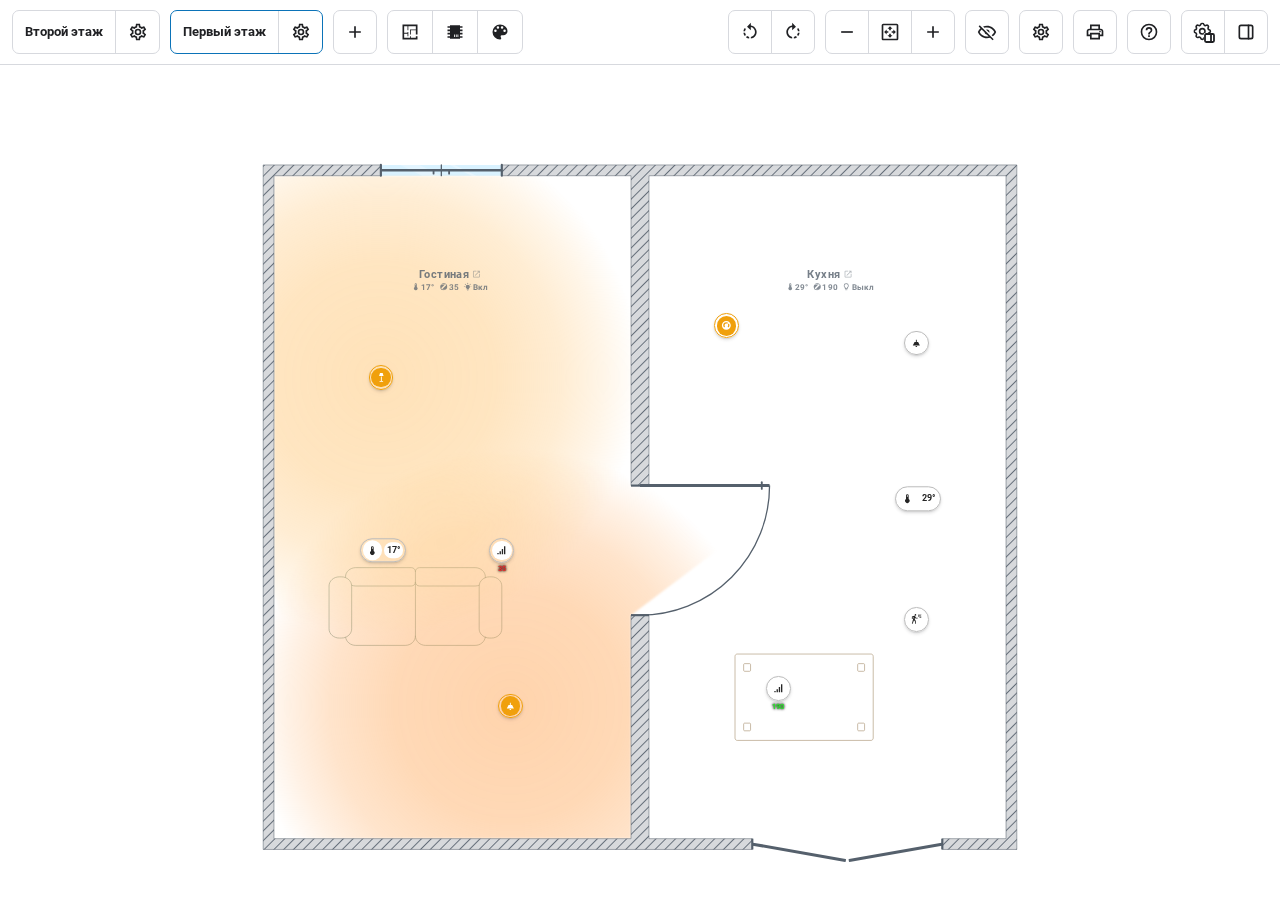 Второй этаж
Первый этаж
Гостиная
17° 35 Вкл
Кухня
29° 190 Выкл
29°
17°